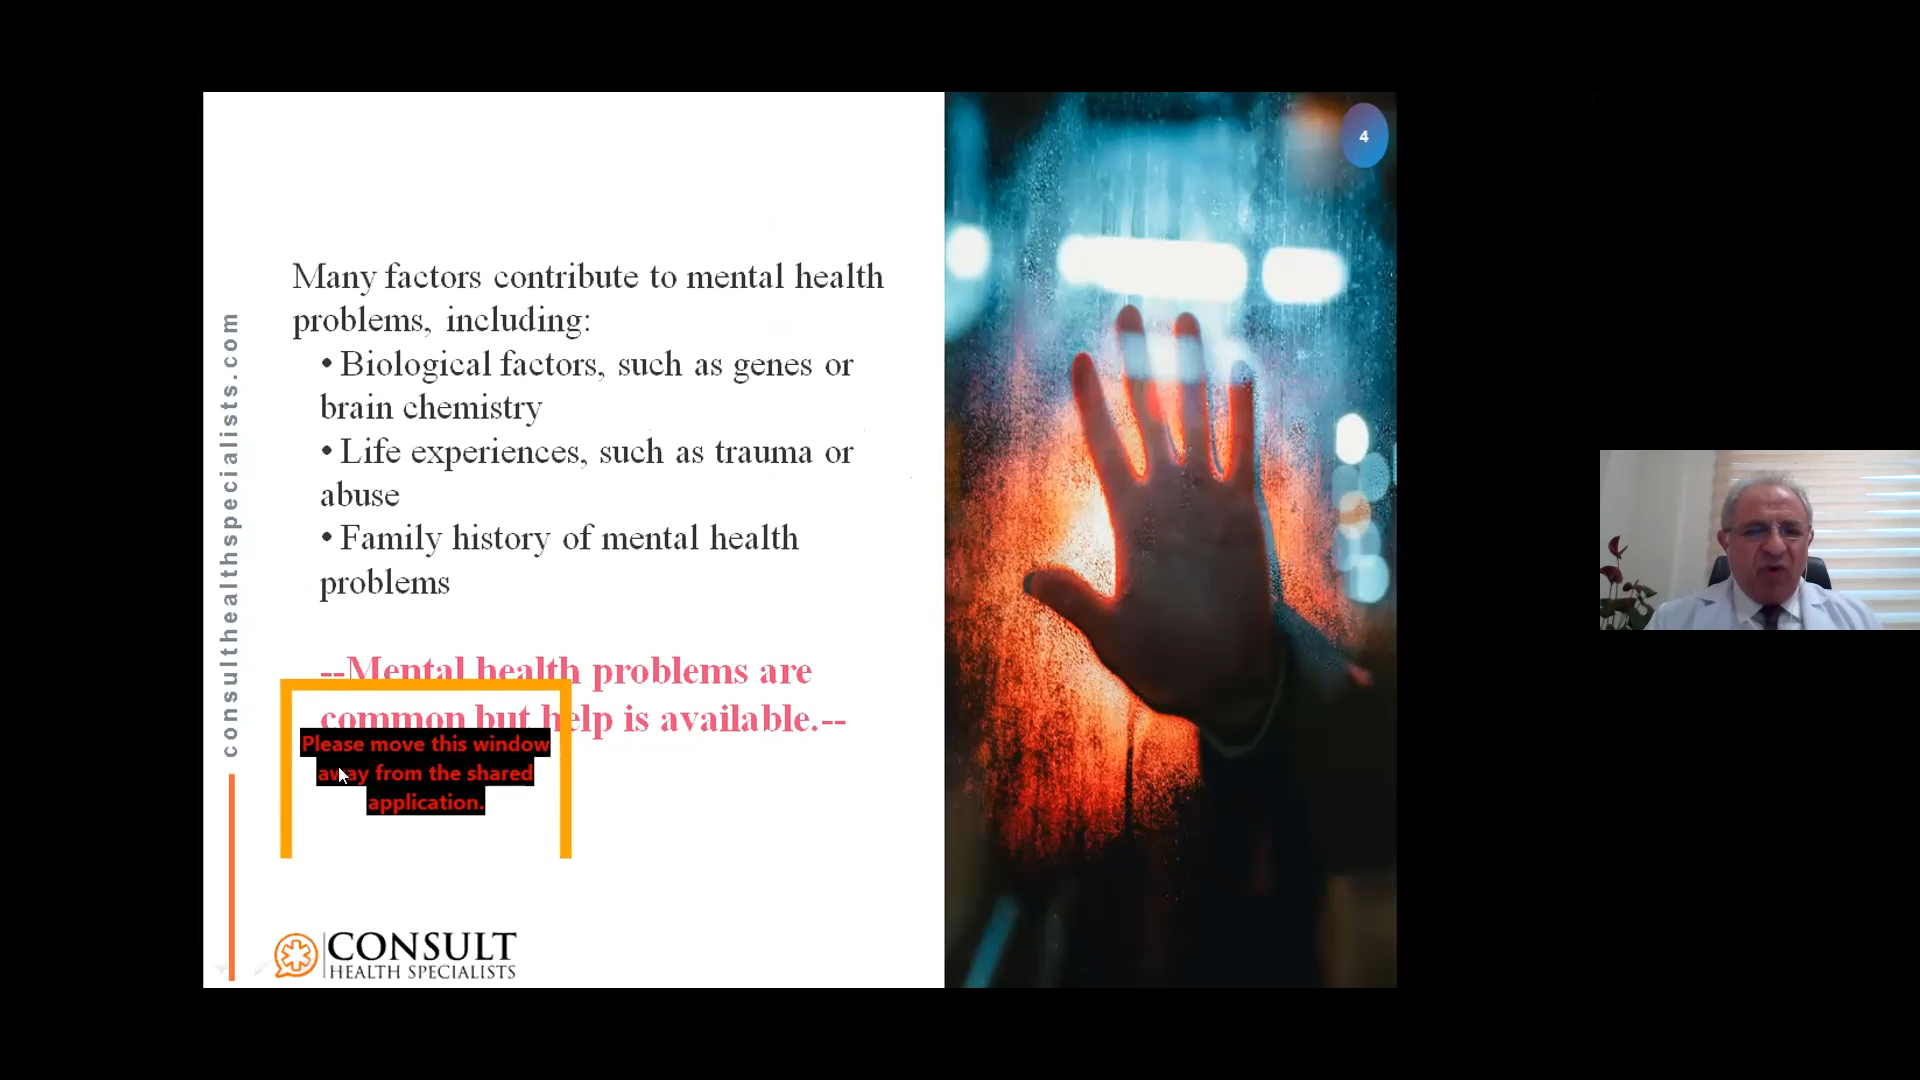 4
Many factors contribute to mental health
problems, including:
• Biological factors, such as genes or
brain chemistry
• Life experiences, such as trauma or
abuse
• Family history of mental health
problems
--Mental health problems are
common but help is available.--
Please move this window
away from the shared
application.
consulthealthspecialists.com
CONSULT
HEALTH SPECIALISTS